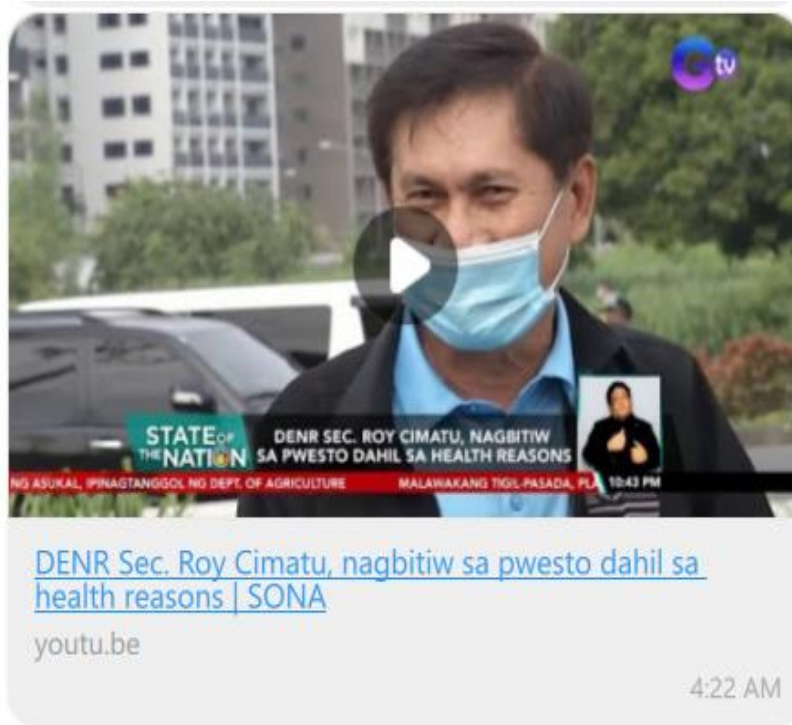 Gtv
STATE OF
THE NATION
DENR SEC. ROY CIMATU, NAGBITIW
SA PWESTO DAHIL SA HEALTH REASONS
NG ASUKAL, IPINAGTANGGOL NG DEPT. OF AGRICULTURE MALAWAKANG TIGIL-PASADA, PLA 10:43 PM
DENR Sec. Roy Cimatu, nagbitiw sa pwesto dahil sa
health reasons | SONA
youtu.be
4:22 AM